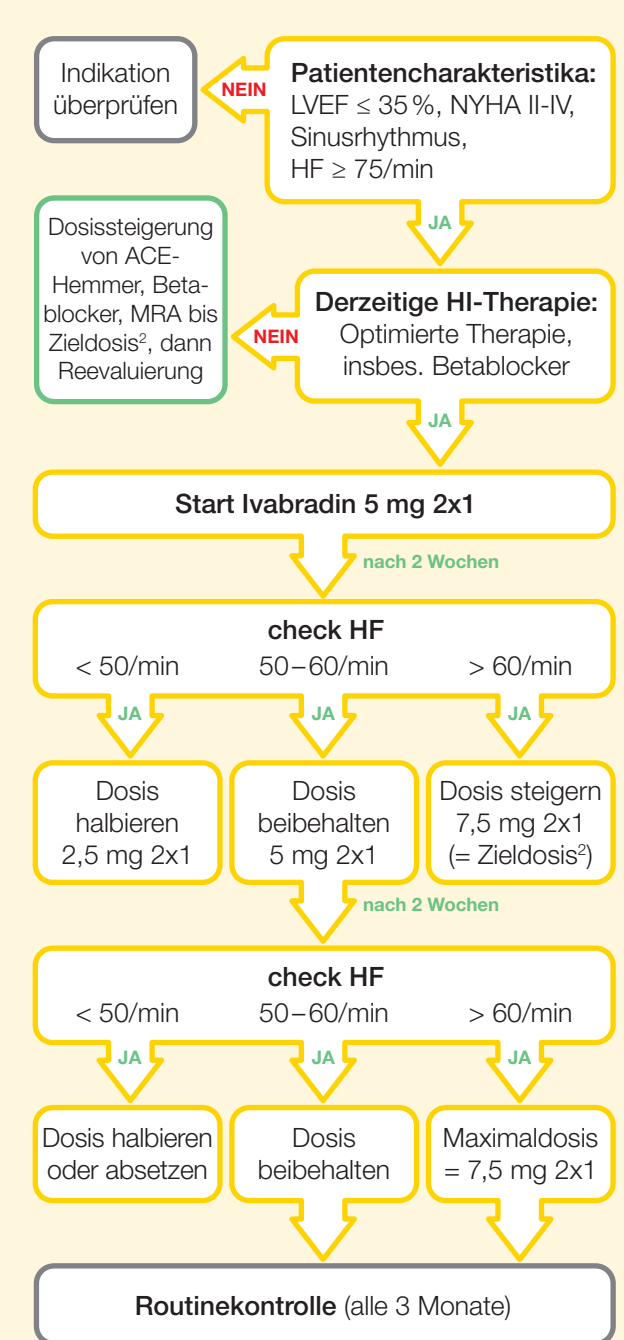 Indikation
überprüfen
NEIN
Patientencharakteristika:
LVEF ≤ 35 %, NYHA II-IV,
Sinusrhythmus,
HF ≥ 75/min
JA
Dosissteigerung
von ACE-
Hemmer, Beta-
blocker, MRA bis
Zieldosis², dann
Reevaluierung
NEIN
Derzeitige HI-Therapie:
Optimierte Therapie,
insbes. Betablocker
JA
Start Ivabradin 5 mg 2x1
nach 2 Wochen
check HF
< 50/min 50–60/min > 60/min
JA JA JA
Dosis
halbieren
2,5 mg 2x1
Dosis
beibehalten
5 mg 2x1
Dosis steigern
7,5 mg 2x1
(= Zieldosis²)
nach 2 Wochen
check HF
< 50/min 50–60/min > 60/min
JA JA JA
Dosis halbieren
oder absetzen
Dosis
beibehalten
Maximaldosis
= 7,5 mg 2x1
Routinekontrolle (alle 3 Monate)